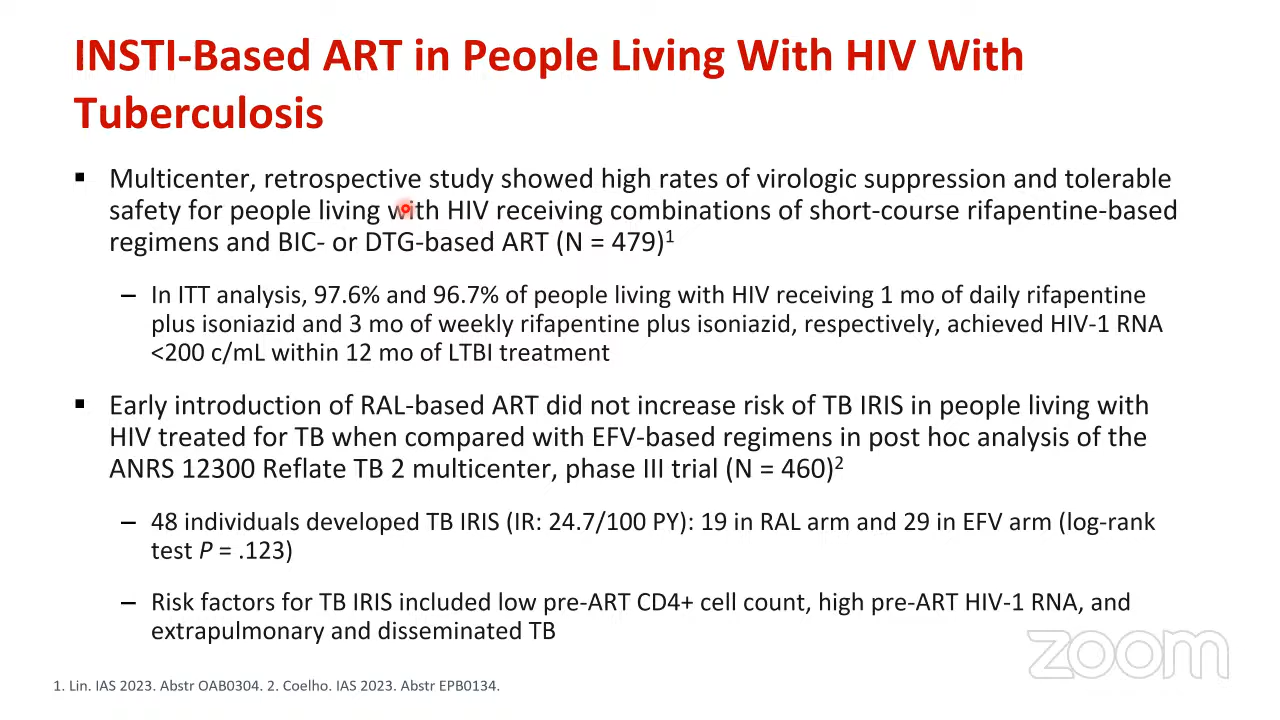 INSTI-Based ART in People Living With HIV With
Tuberculosis
▪ Multicenter, retrospective study showed high rates of virologic suppression and tolerable
safety for people living with HIV receiving combinations of short-course rifapentine-based
regimens and BIC- or DTG-based ART (N = 479)¹
– In ITT analysis, 97.6% and 96.7% of people living with HIV receiving 1 mo of daily rifapentine
plus isoniazid and 3 mo of weekly rifapentine plus isoniazid, respectively, achieved HIV-1 RNA
<200 c/mL within 12 mo of LTBI treatment
▪ Early introduction of RAL-based ART did not increase risk of TB IRIS in people living with
HIV treated for TB when compared with EFV-based regimens in post hoc analysis of the
ANRS 12300 Reflate TB 2 multicenter, phase III trial (N = 460)²
– 48 individuals developed TB IRIS (IR: 24.7/100 PY): 19 in RAL arm and 29 in EFV arm (log-rank
test P = .123)
– Risk factors for TB IRIS included low pre-ART CD4+ cell count, high pre-ART HIV-1 RNA, and
extrapulmonary and disseminated TB
zoom
1. Lin. IAS 2023. Abstr OAB0304. 2. Coelho. IAS 2023. Abstr EPB0134.